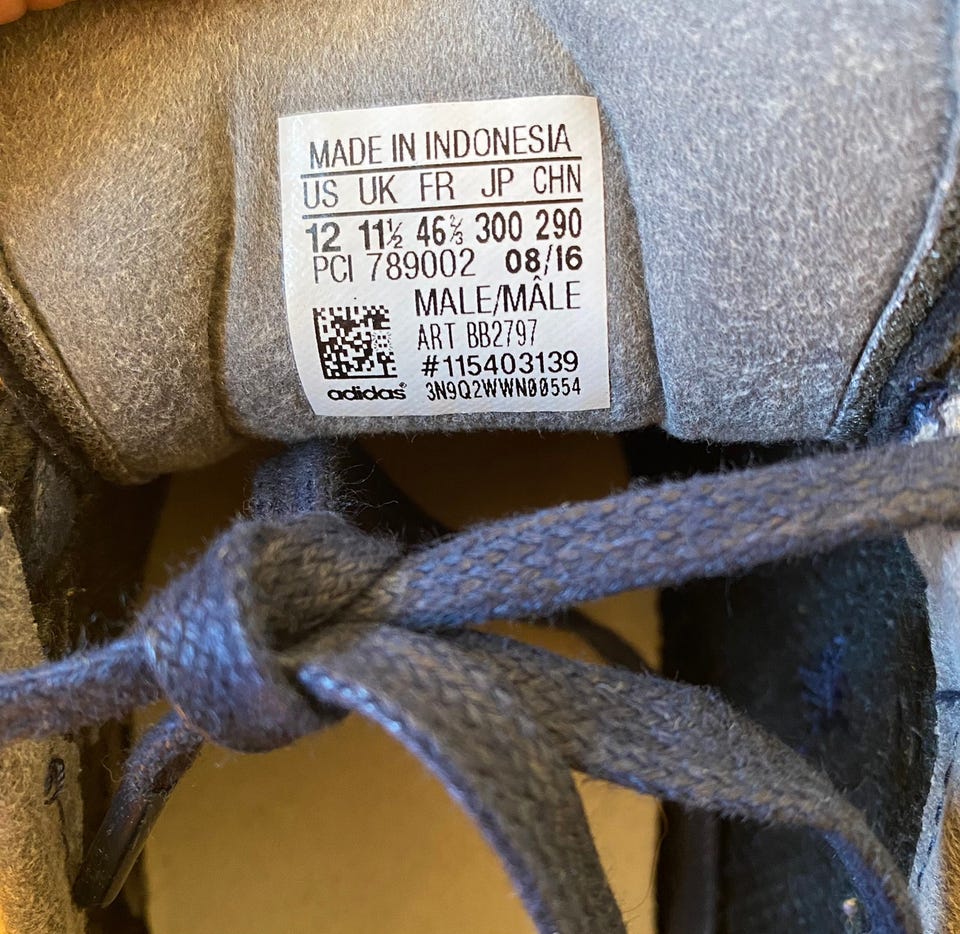 MADE IN INDONESIA
US UK FR JP CHN
12 11½ 46⅔ 300 290
PCI 789002 08/16
MALE/MÂLE
ART BB2797
#115403139
adidas® 3N9Q2WWN00554